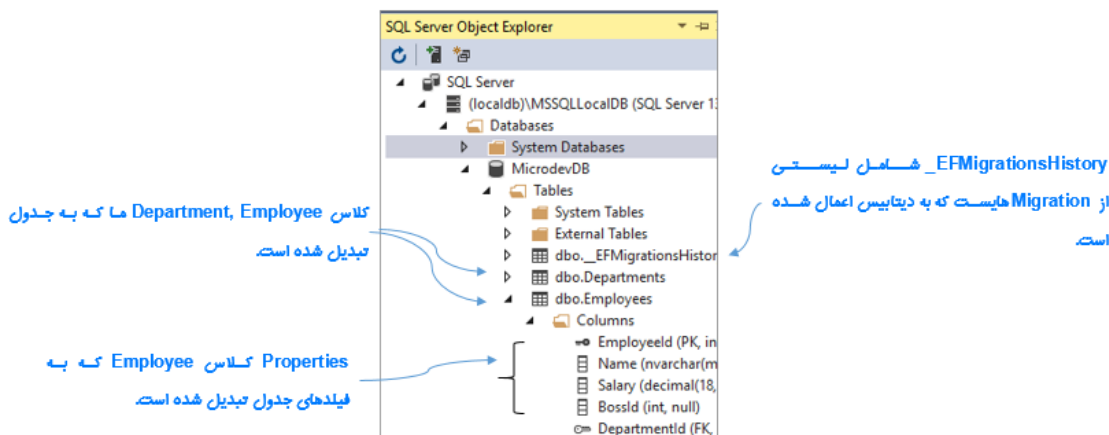 SQL Server Object Explorer
SQL Server
(localdb)\MSSQLLocalDB (SQL Server 1
Databases
System Databases
MicrodevDB
Tables
System Tables
External Tables
dbo.__EFMigrationsHistor
dbo.Departments
dbo.Employees
Columns
EmployeeId (PK, in
Name (nvarchar(m
Salary (decimal(18,
BossId (int, null)
DepartmentId (FK,
EFMigrationsHistory_ شامل لیستی
از Migration هایست که به دیتابیس اعمال شده
است.
کلاس Department, Employee ما که به جدول
تبدیل شده است.
Properties کلاس Employee که به
فیلدهای جدول تبدیل شده است.